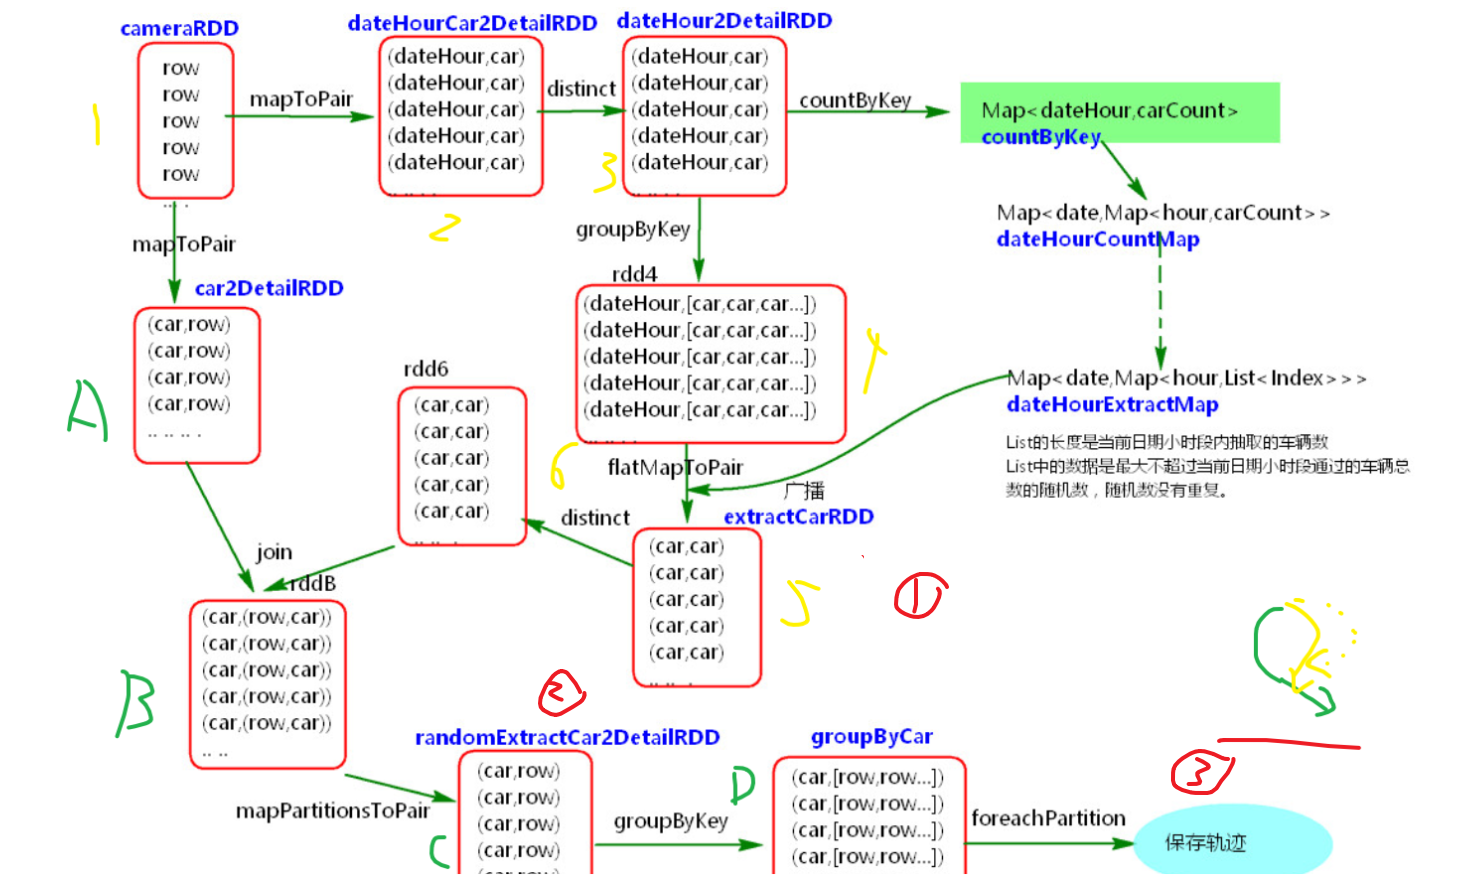 cameraRDD
row
row
row
row
row
.. .
1
mapToPair
dateHourCar2DetailRDD
(dateHour,car)
(dateHour,car)
(dateHour,car)
(dateHour,car)
(dateHour,car)
.. .. . .
2
distinct
dateHour2DetailRDD
(dateHour,car)
(dateHour,car)
(dateHour,car)
(dateHour,car)
(dateHour,car)
.. .. . .
3
countByKey
Map<dateHour,carCount>
countByKey
Map<date,Map<hour,carCount>>
dateHourCountMap
Map<date,Map<hour,List<Index>>>
dateHourExtractMap
List的长度是当前日期小时段内抽取的车辆数
List中的数据是最大不超过当前日期小时段通过的车辆总
数的随机数，随机数没有重复。
mapToPair
car2DetailRDD
(car,row)
(car,row)
(car,row)
(car,row)
.. .. .. .
A
groupByKey
rdd4
(dateHour,[car,car,car...])
(dateHour,[car,car,car...])
(dateHour,[car,car,car...])
(dateHour,[car,car,car...])
(dateHour,[car,car,car...])
.. .. . .
4
flatMapToPair
广播
extractCarRDD
(car,car)
(car,car)
(car,car)
(car,car)
(car,car)
.. .. .
5
①
distinct
rdd6
(car,car)
(car,car)
(car,car)
(car,car)
(car,car)
.. .. .
6
join
rddB
(car,(row,car))
(car,(row,car))
(car,(row,car))
(car,(row,car))
(car,(row,car))
.. ..
B
mapPartitionsToPair
②
randomExtractCar2DetailRDD
(car,row)
(car,row)
(car,row)
(car,row)
C
groupByKey
D
groupByCar
(car,[row,row...])
(car,[row,row...])
(car,[row,row...])
(car,[row,row...])
foreachPartition
③
保存轨迹